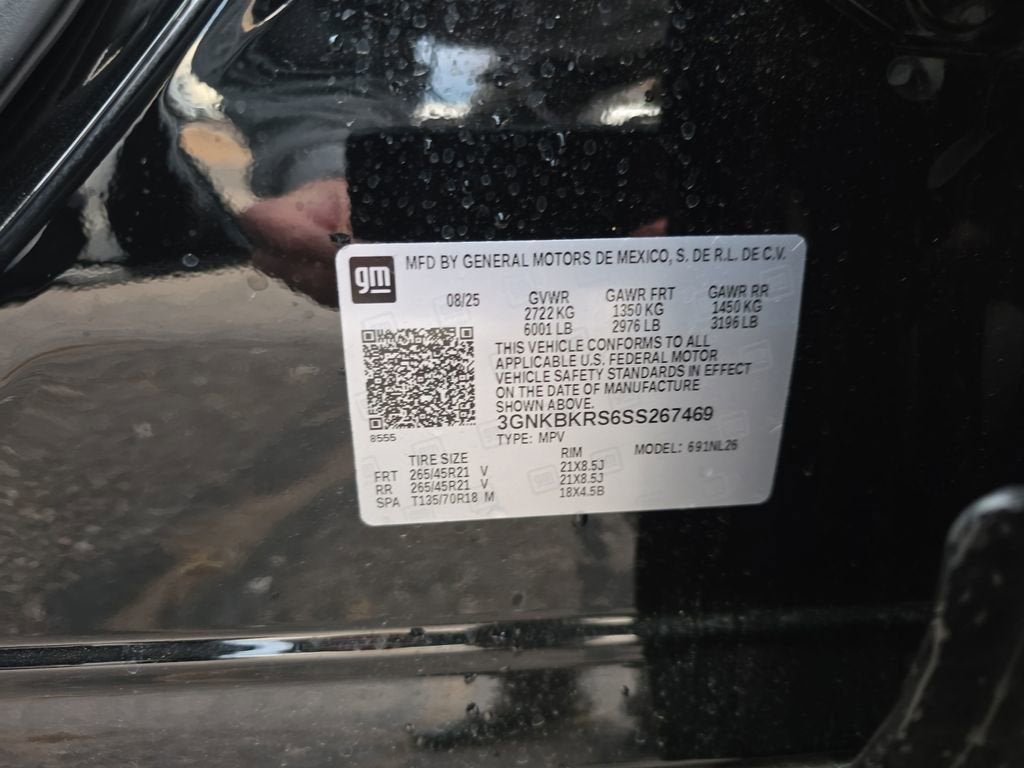 gm MFD BY GENERAL MOTORS DE MEXICO, S. DE R.L. DE C.V.
08/25 GVWR GAWR FRT GAWR RR
2722 KG 1350 KG 1450 KG
6001 LB 2976 LB 3196 LB
THIS VEHICLE CONFORMS TO ALL
APPLICABLE U.S. FEDERAL MOTOR
VEHICLE SAFETY STANDARDS IN EFFECT
ON THE DATE OF MANUFACTURE
SHOWN ABOVE.
3GNKBKRS6SS267469
8555
TYPE: MPV MODEL: 691NL26
TIRE SIZE RIM
FRT 265/45R21 V 21X8.5J
RR 265/45R21 V 21X8.5J
SPA T135/70R18 M 18X4.5B